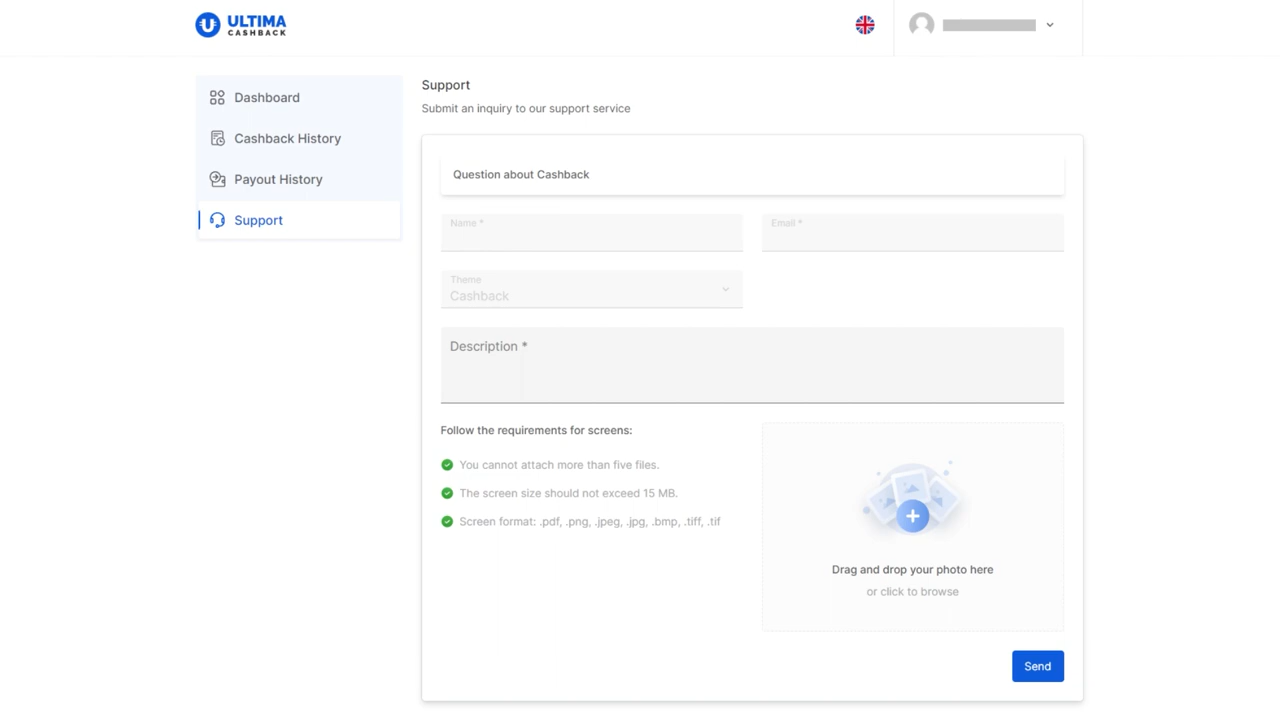 ULTIMA
CASHBACK
Dashboard
Cashback History
Payout History
Support
Support
Submit an inquiry to our support service
Question about Cashback
Name *
Email *
Theme
Cashback
Description *
Follow the requirements for screens:
You cannot attach more than five files.
The screen size should not exceed 15 MB.
Screen format: .pdf, .png, .jpeg, .jpg, .bmp, .tiff, .tif
Drag and drop your photo here
or click to browse
Send